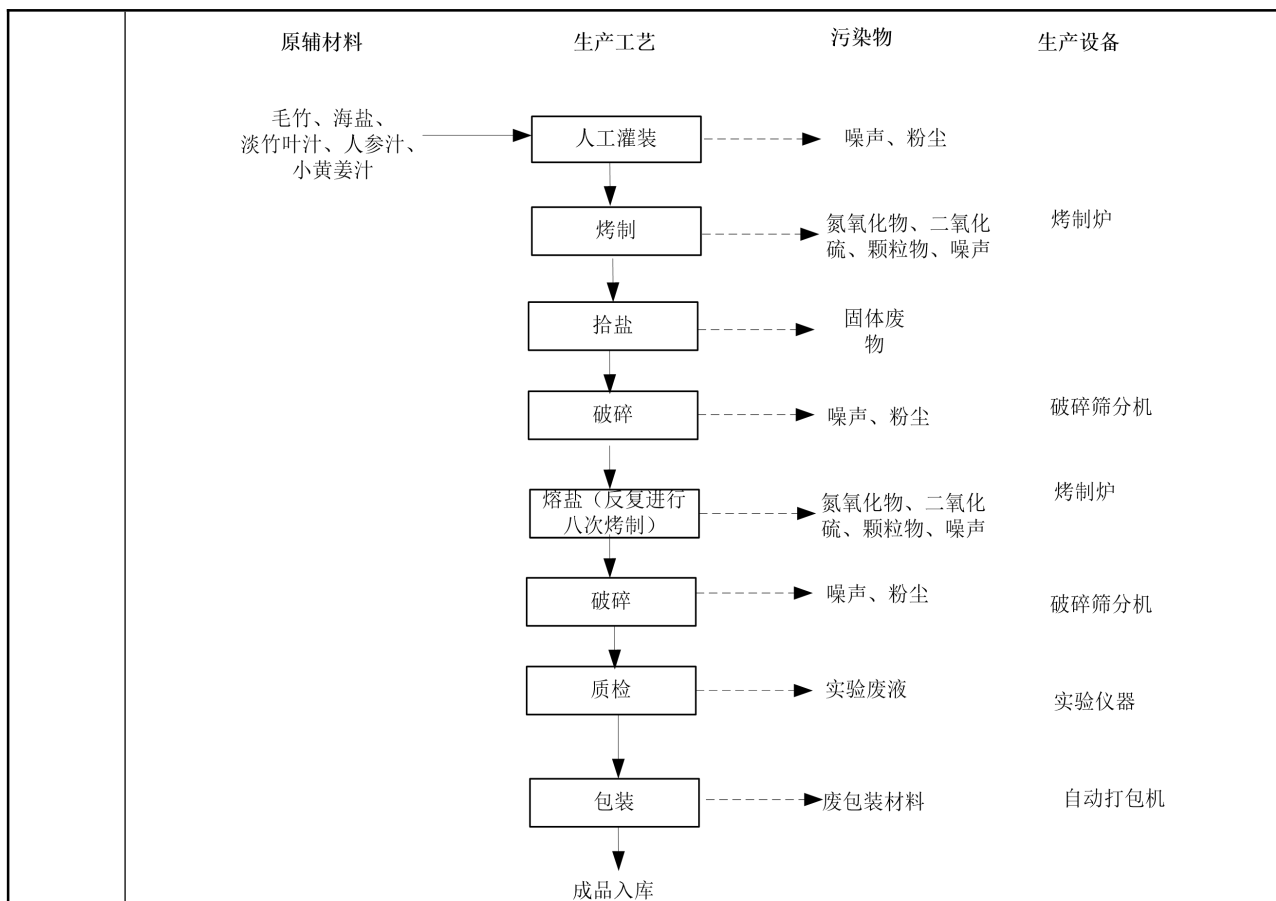 原辅材料
生产工艺
污染物
生产设备
毛竹、海盐、
淡竹叶汁、人参汁、
小黄姜汁
人工灌装
噪声、粉尘
烤制
氮氧化物、二氧化
硫、颗粒物、噪声
烤制炉
拾盐
固体废
物
破碎
噪声、粉尘
破碎筛分机
熔盐（反复进行
八次烤制）
氮氧化物、二氧化
硫、颗粒物、噪声
烤制炉
破碎
噪声、粉尘
破碎筛分机
质检
实验废液
实验仪器
包装
废包装材料
自动打包机
成品入库